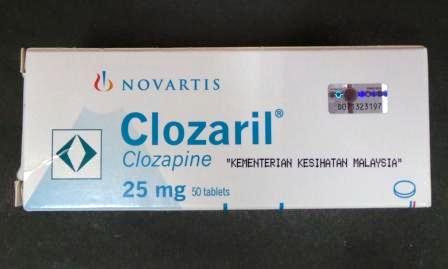 NOVARTIS
Clozaril®
Clozapine
"KEMENTERIAN KESIHATAN MALAYSIA"
25 mg 50 tablets